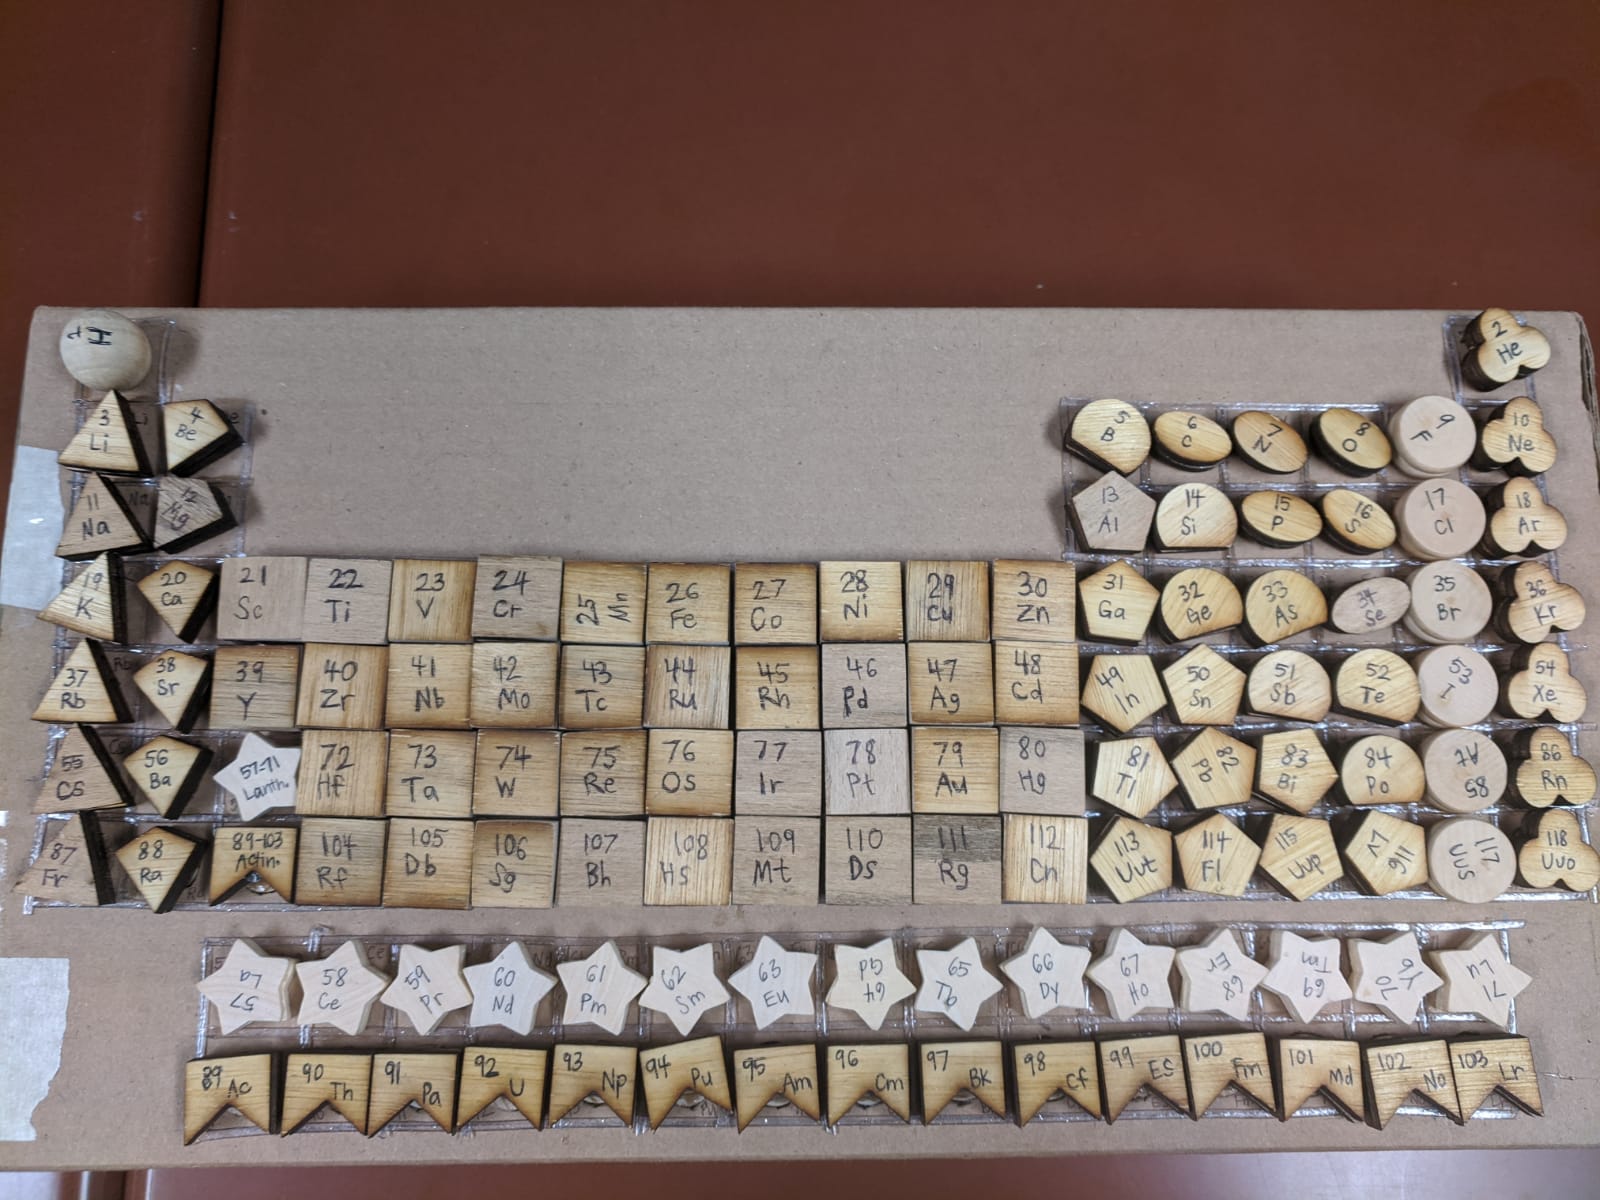 1 H
2 He
3 Li
4 Be
5 B
6 C
7 N
8 O
9 F
10 Ne
11 Na
12 Mg
13 Al
14 Si
15 P
16 S
17 Cl
18 Ar
19 K
20 Ca
21 Sc
22 Ti
23 V
24 Cr
25 Mn
26 Fe
27 Co
28 Ni
29 Cu
30 Zn
31 Ga
32 Ge
33 As
34 Se
35 Br
36 Kr
37 Rb
38 Sr
39 Y
40 Zr
41 Nb
42 Mo
43 Tc
44 Ru
45 Rh
46 Pd
47 Ag
48 Cd
49 In
50 Sn
51 Sb
52 Te
53 I
54 Xe
55 Cs
56 Ba
57-71 Lanth.
72 Hf
73 Ta
74 W
75 Re
76 Os
77 Ir
78 Pt
79 Au
80 Hg
81 Tl
82 Pb
83 Bi
84 Po
85 At
86 Rn
87 Fr
88 Ra
89-103 Actin.
104 Rf
105 Db
106 Sg
107 Bh
108 Hs
109 Mt
110 Ds
111 Rg
112 Cn
113 Uut
114 Fl
115 Uup
116 LV
117 UUS
118 Uuo
57 La
58 Ce
59 Pr
60 Nd
61 Pm
62 Sm
63 Eu
64 Gd
65 Tb
66 Dy
67 Ho
68 Er
69 Tm
70 Yb
71 Lu
89 Ac
90 Th
91 Pa
92 U
93 Np
94 Pu
95 Am
96 Cm
97 Bk
98 Cf
99 Es
100 Fm
101 Md
102 No
103 Lr